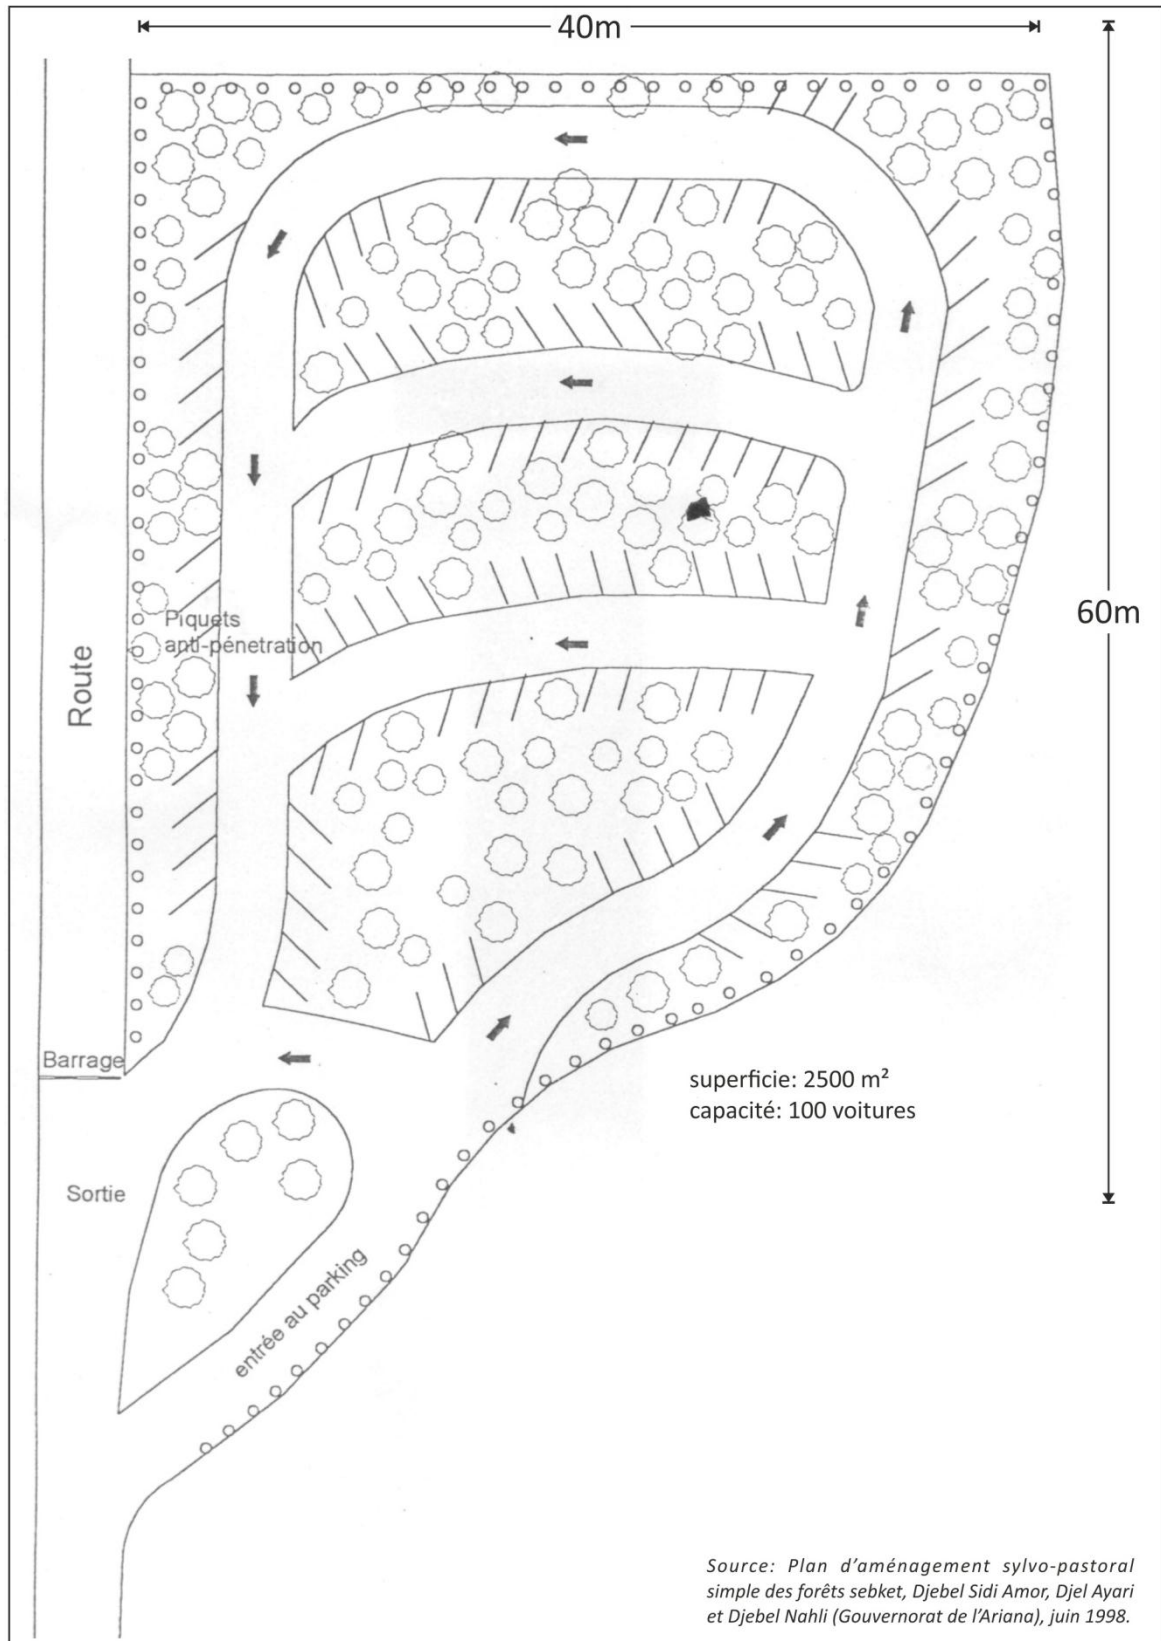 40m
60m
Piquets
anti-pénetration
Route
Barrage
superficie: 2500 m²
capacité: 100 voitures
Sortie
entrée au parking
Source: Plan d'aménagement sylvo-pastoral
simple des forêts sebket, Djebel Sidi Amor, Djel Ayari
et Djebel Nahli (Gouvernorat de l'Ariana), juin 1998.